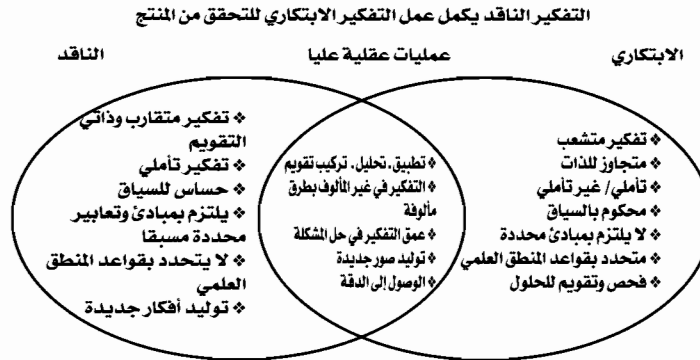 التفكير الناقد يكمل عمل التفكير الابتكاري للتحقق من المنتج
الابتكاري
عمليات عقلية عليا
الناقد
❖ تفكير متشعب
❖ متجاوز للذات
❖ تأملي/ غير تأملي
❖ محكوم بالسياق
❖ لا يلتزم بمبادئ محددة
❖ متحدد بقواعد المنطق العلمي
❖ فحص وتقويم للحلول
❖ تطبيق، تحليل، تركيب تقويم
❖ التفكير في غير المألوف بطرق
مألوفة
❖ عمق التفكير في حل المشكلة
❖ توليد صور جديدة
❖ الوصول إلى الدقة
❖ تفكير متقارب وذاتي
التقويم
❖ تفكير تأملي
❖ حساس للسياق
❖ يلتزم بمبادئ وتعابير
محددة مسبقا
❖ لا يتحدد بقواعد المنطق
العلمي
❖ توليد أفكار جديدة